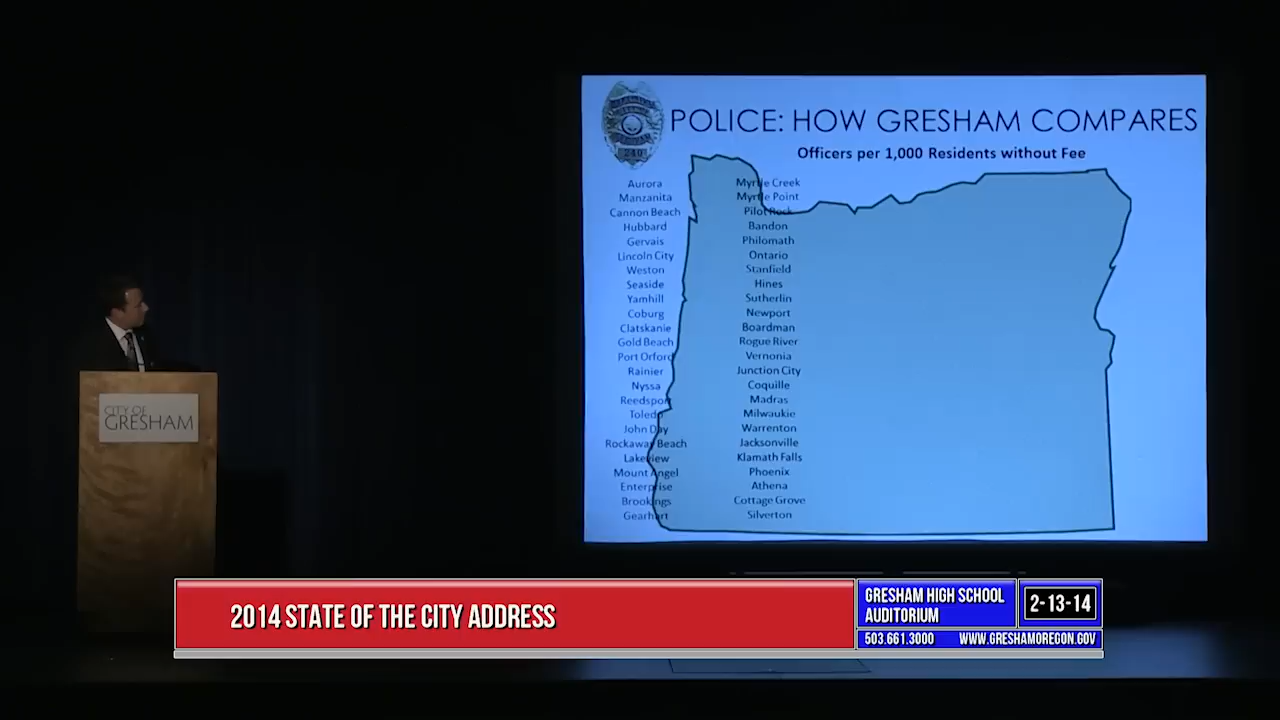 POLICE: HOW GRESHAM COMPARES
Officers per 1,000 Residents without Fee
240
Aurora
Manzanita
Cannon Beach
Hubbard
Gervais
Lincoln City
Weston
Seaside
Yamhill
Coburg
Clatskanie
Gold Beach
Port Orford
Rainier
Nyssa
Reedsport
Toledo
John Day
Rockaway Beach
Lakeview
Mount Angel
Enterprise
Brookings
Gearhart
Myrtle Creek
Myrtle Point
Pilot Rock
Bandon
Philomath
Ontario
Stanfield
Hines
Sutherlin
Newport
Boardman
Rogue River
Vernonia
Junction City
Coquille
Madras
Milwaukie
Warrenton
Jacksonville
Klamath Falls
Phoenix
Athena
Cottage Grove
Silverton
CITY OF
GRESHAM
2014 STATE OF THE CITY ADDRESS
GRESHAM HIGH SCHOOL
AUDITORIUM
2-13-14
503.661.3000 WWW.GRESHAMOREGON.GOV